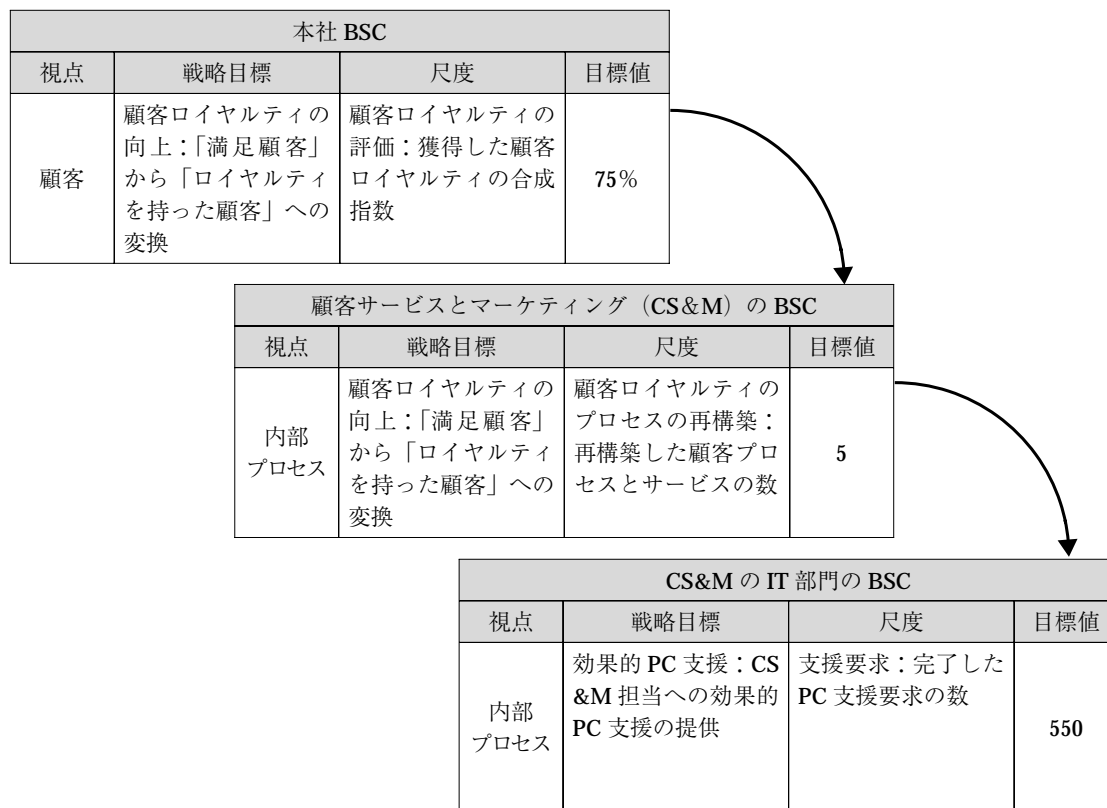 本社 BSC
視点 戦略目標 尺度 目標値
顧客
顧客ロイヤルティの
向上：「満足顧客」
から「ロイヤルティ
を持った顧客」への
変換
顧客ロイヤルティの
評価：獲得した顧客
ロイヤルティの合成
指数
75％
顧客サービスとマーケティング（CS＆M）の BSC
視点 戦略目標 尺度 目標値
内部
プロセス
顧客ロイヤルティの
向上：「満足顧客」
から「ロイヤルティ
を持った顧客」への
変換
顧客ロイヤルティの
プロセスの再構築：
再構築した顧客プロ
セスとサービスの数
5
CS&M の IT 部門の BSC
視点 戦略目標 尺度 目標値
内部
プロセス
効果的 PC 支援：CS
&M 担当への効果的
PC 支援の提供
支援要求：完了した
PC 支援要求の数
550